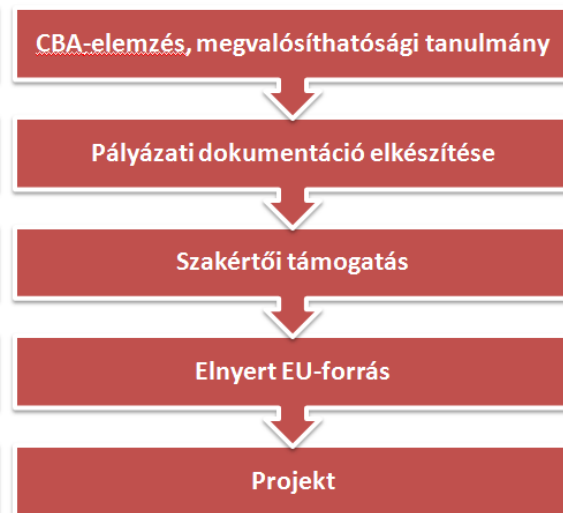 CBA-elemzés, megvalósíthatósági tanulmány
Pályázati dokumentáció elkészítése
Szakértői támogatás
Elnyert EU-forrás
Projekt